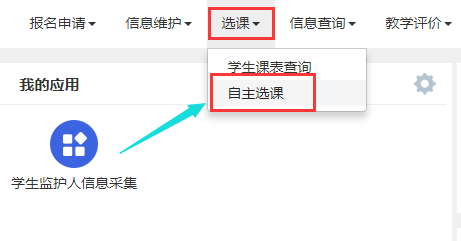 报名申请 信息维护 选课 信息查询 教学评价
学生课表查询
我的应用
自主选课
学生监护人信息采集